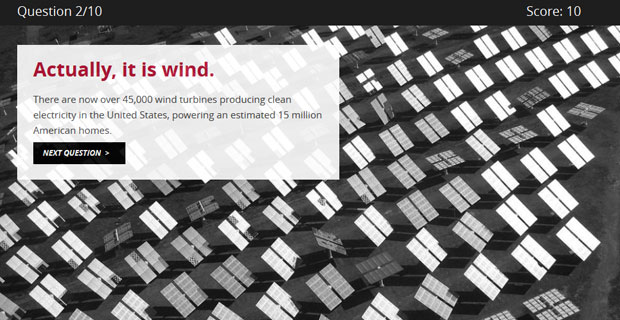 Question 2/10
Score: 10
Actually, it is wind.
There are now over 45,000 wind turbines producing clean
electricity in the United States, powering an estimated 15 million
American homes.
NEXT QUESTION >